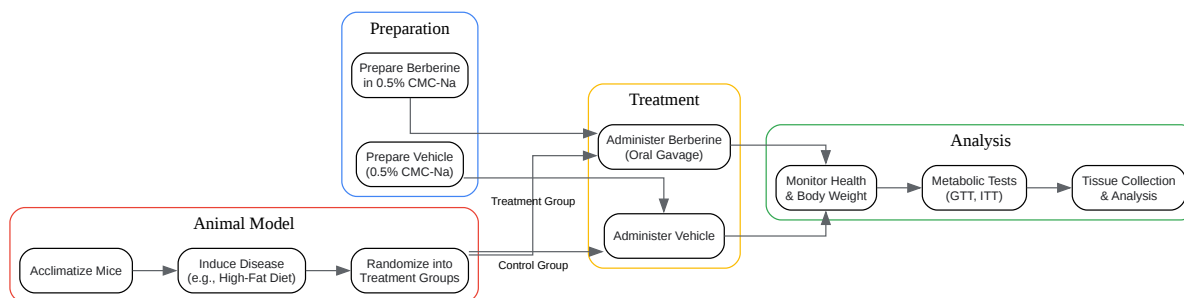 Preparation
Prepare Berberine
in 0.5% CMC-Na
Prepare Vehicle
(0.5% CMC-Na)
Treatment
Administer Berberine
(Oral Gavage)
Administer Vehicle
Treatment Group
Control Group
Animal Model
Acclimatize Mice
Induce Disease
(e.g., High-Fat Diet)
Randomize into
Treatment Groups
Analysis
Monitor Health
& Body Weight
Metabolic Tests
(GTT, ITT)
Tissue Collection
& Analysis